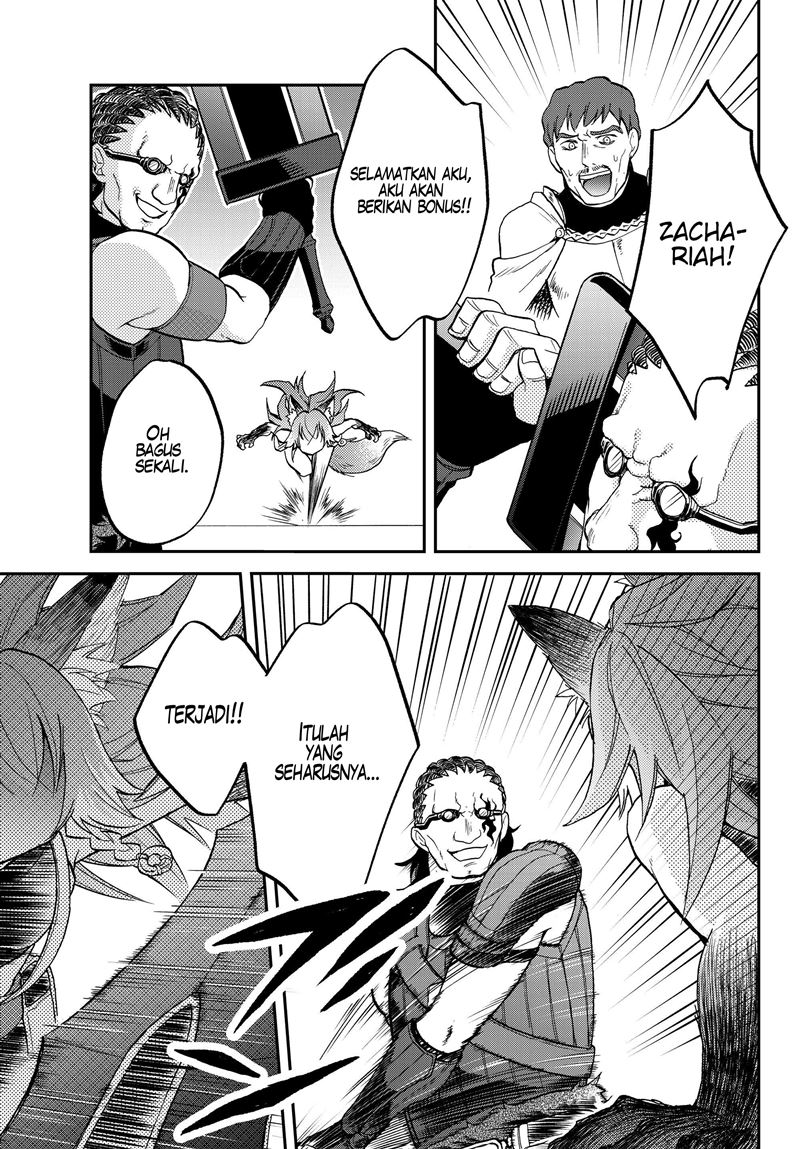 ZACHA-
RIAH!
SELAMATKAN AKU,
AKU AKAN
BERIKAN BONUS!!
OH
BAGUS
SEKALI.
ITULAH
YANG
SEHARUSNYA...
TERJADI!!